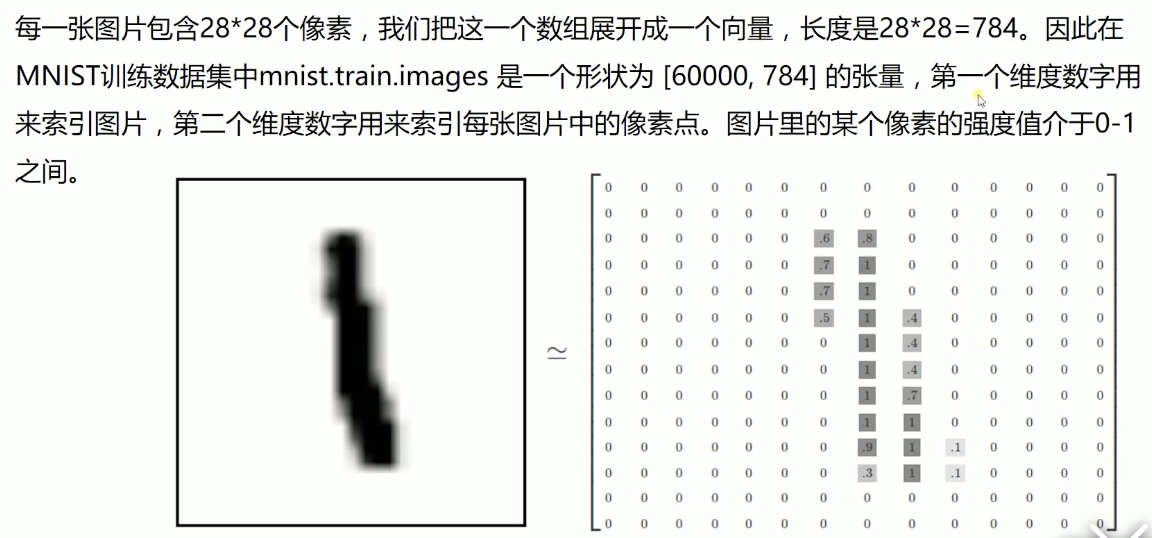 每一张图片包含28*28个像素，我们把这一个数组展开成一个向量，长度是28*28=784。因此在
MNIST训练数据集中mnist.train.images 是一个形状为 [60000, 784] 的张量，第一个维度数字用
来索引图片，第二个维度数字用来索引每张图片中的像素点。图片里的某个像素的强度值介于0-1
之间。
≃
0 0 0 0 0 0 0 0 0 0 0 0 0 0
0 0 0 0 0 0 0 0 0 0 0 0 0 0
0 0 0 0 0 0 .6 .8 0 0 0 0 0 0
0 0 0 0 0 0 .7 1 0 0 0 0 0 0
0 0 0 0 0 0 .7 1 0 0 0 0 0 0
0 0 0 0 0 0 .5 1 .4 0 0 0 0 0
0 0 0 0 0 0 0 1 .4 0 0 0 0 0
0 0 0 0 0 0 0 1 .4 0 0 0 0 0
0 0 0 0 0 0 0 1 .7 0 0 0 0 0
0 0 0 0 0 0 0 1 1 0 0 0 0 0
0 0 0 0 0 0 0 .9 1 .1 0 0 0 0
0 0 0 0 0 0 0 .3 1 .1 0 0 0 0
0 0 0 0 0 0 0 0 0 0 0 0 0 0
0 0 0 0 0 0 0 0 0 0 0 0 0 0